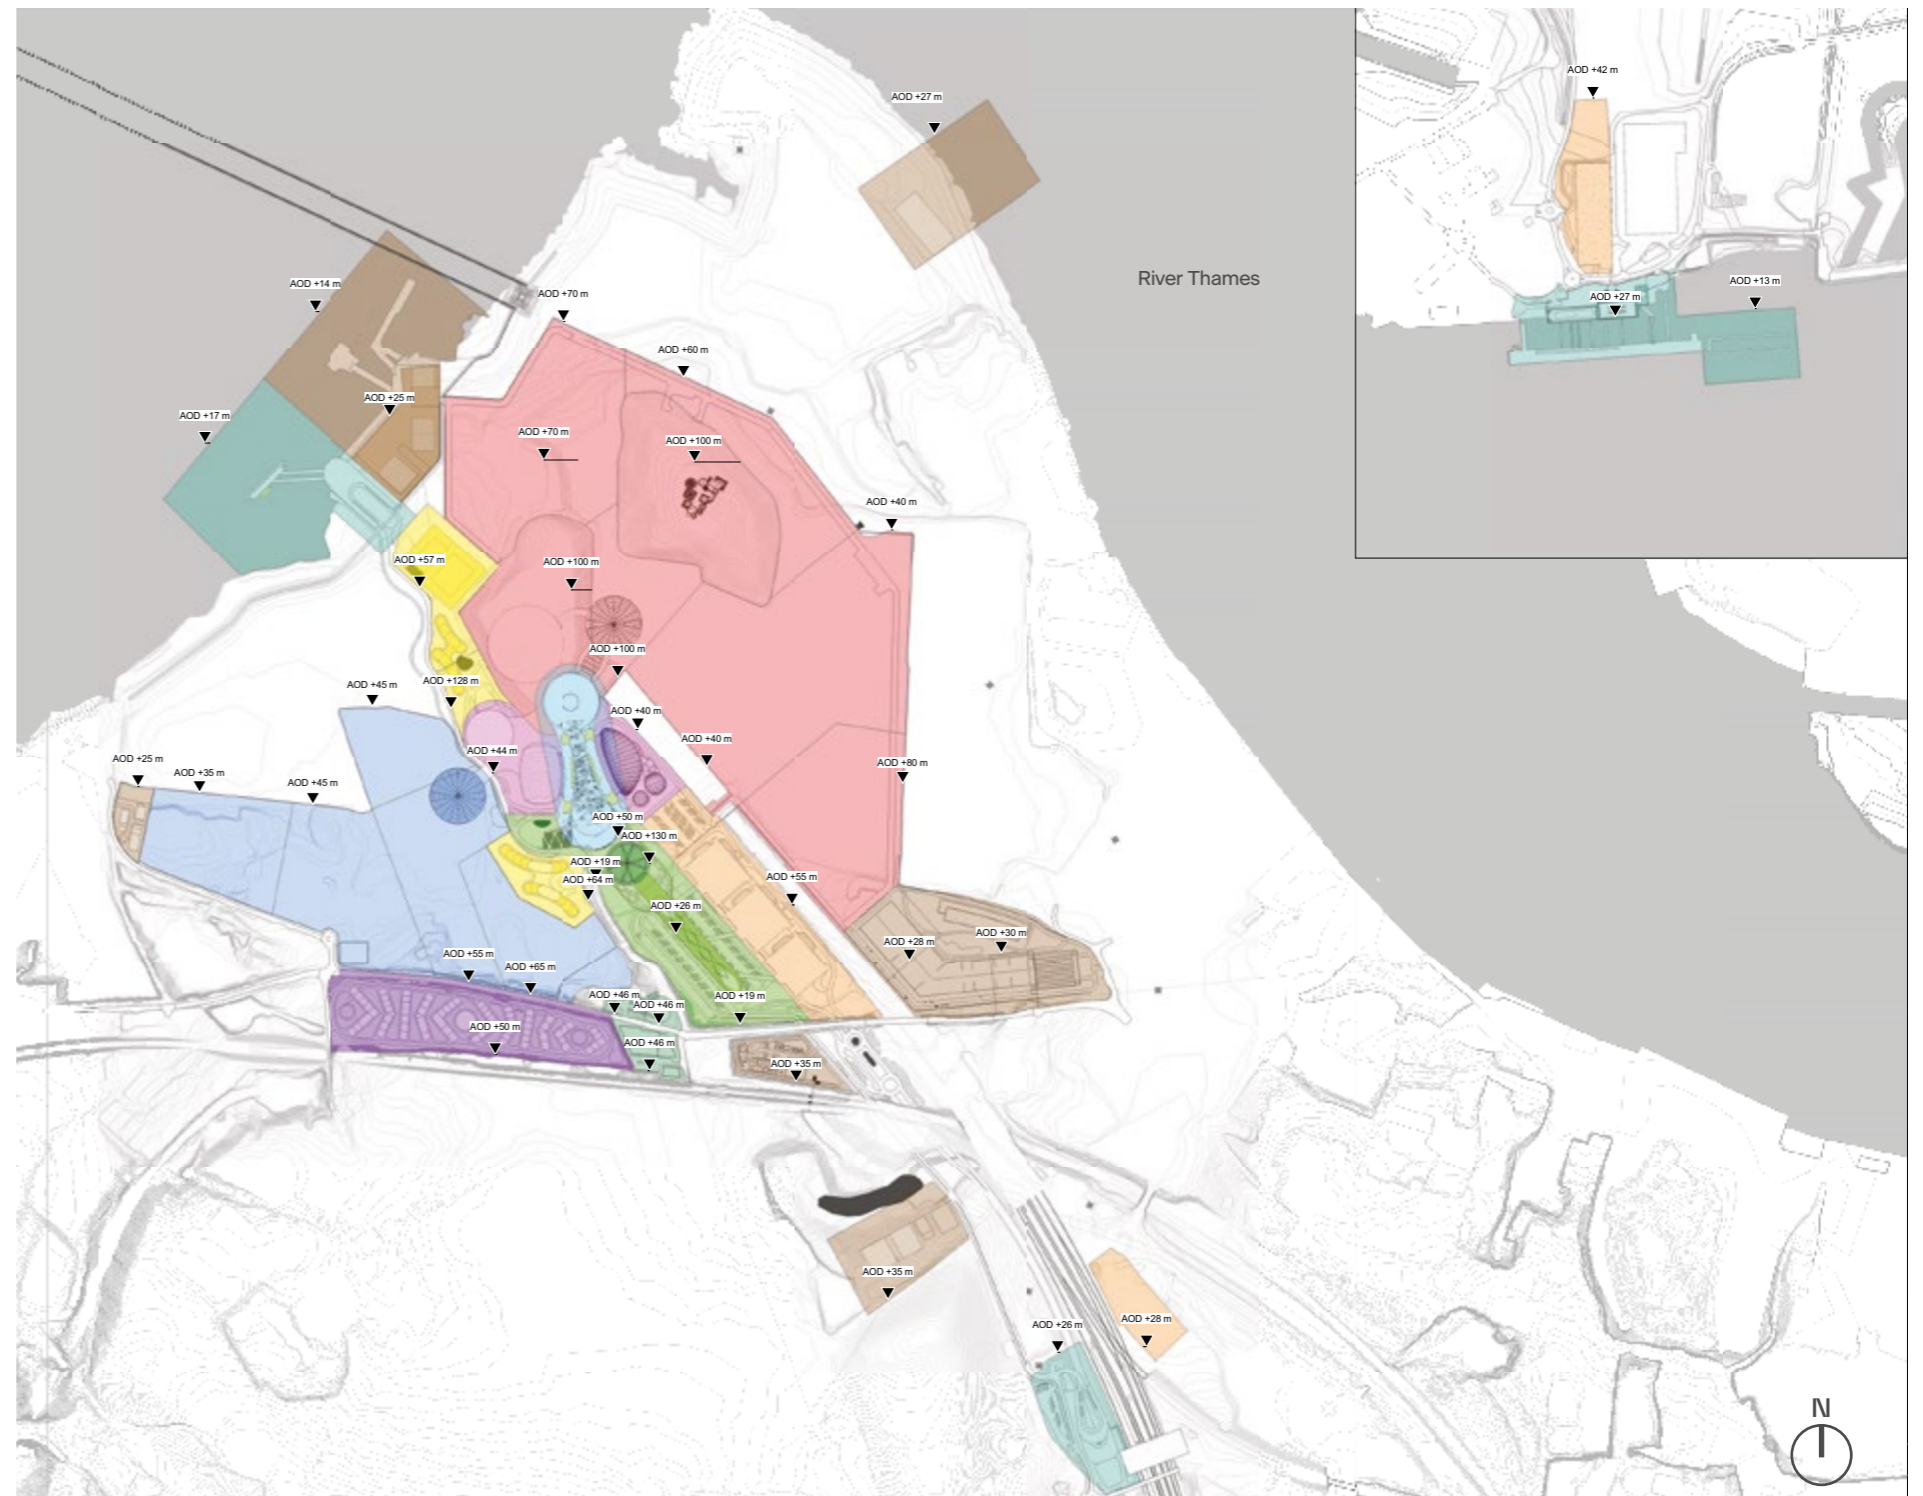 AOD +42 m
AOD +27 m
River Thames
AOD +14 m
AOD +70 m
AOD +13 m
AOD +27 m
AOD +60 m
AOD +25 m
AOD +17 m
AOD +70 m
AOD +100 m
AOD +40 m
AOD +57 m
AOD +100 m
AOD +100 m
AOD +45 m
AOD +128 m
AOD +40 m
AOD +40 m
AOD +44 m
AOD +25 m
AOD +35 m
AOD +45 m
AOD +80 m
AOD +50 m
AOD +130 m
AOD +19 m
AOD +64 m
AOD +55 m
AOD +26 m
AOD +28 m
AOD +30 m
AOD +55 m
AOD +65 m
AOD +46 m
AOD +46 m
AOD +19 m
AOD +50 m
AOD +46 m
AOD +35 m
AOD +35 m
AOD +26 m
AOD +28 m
N